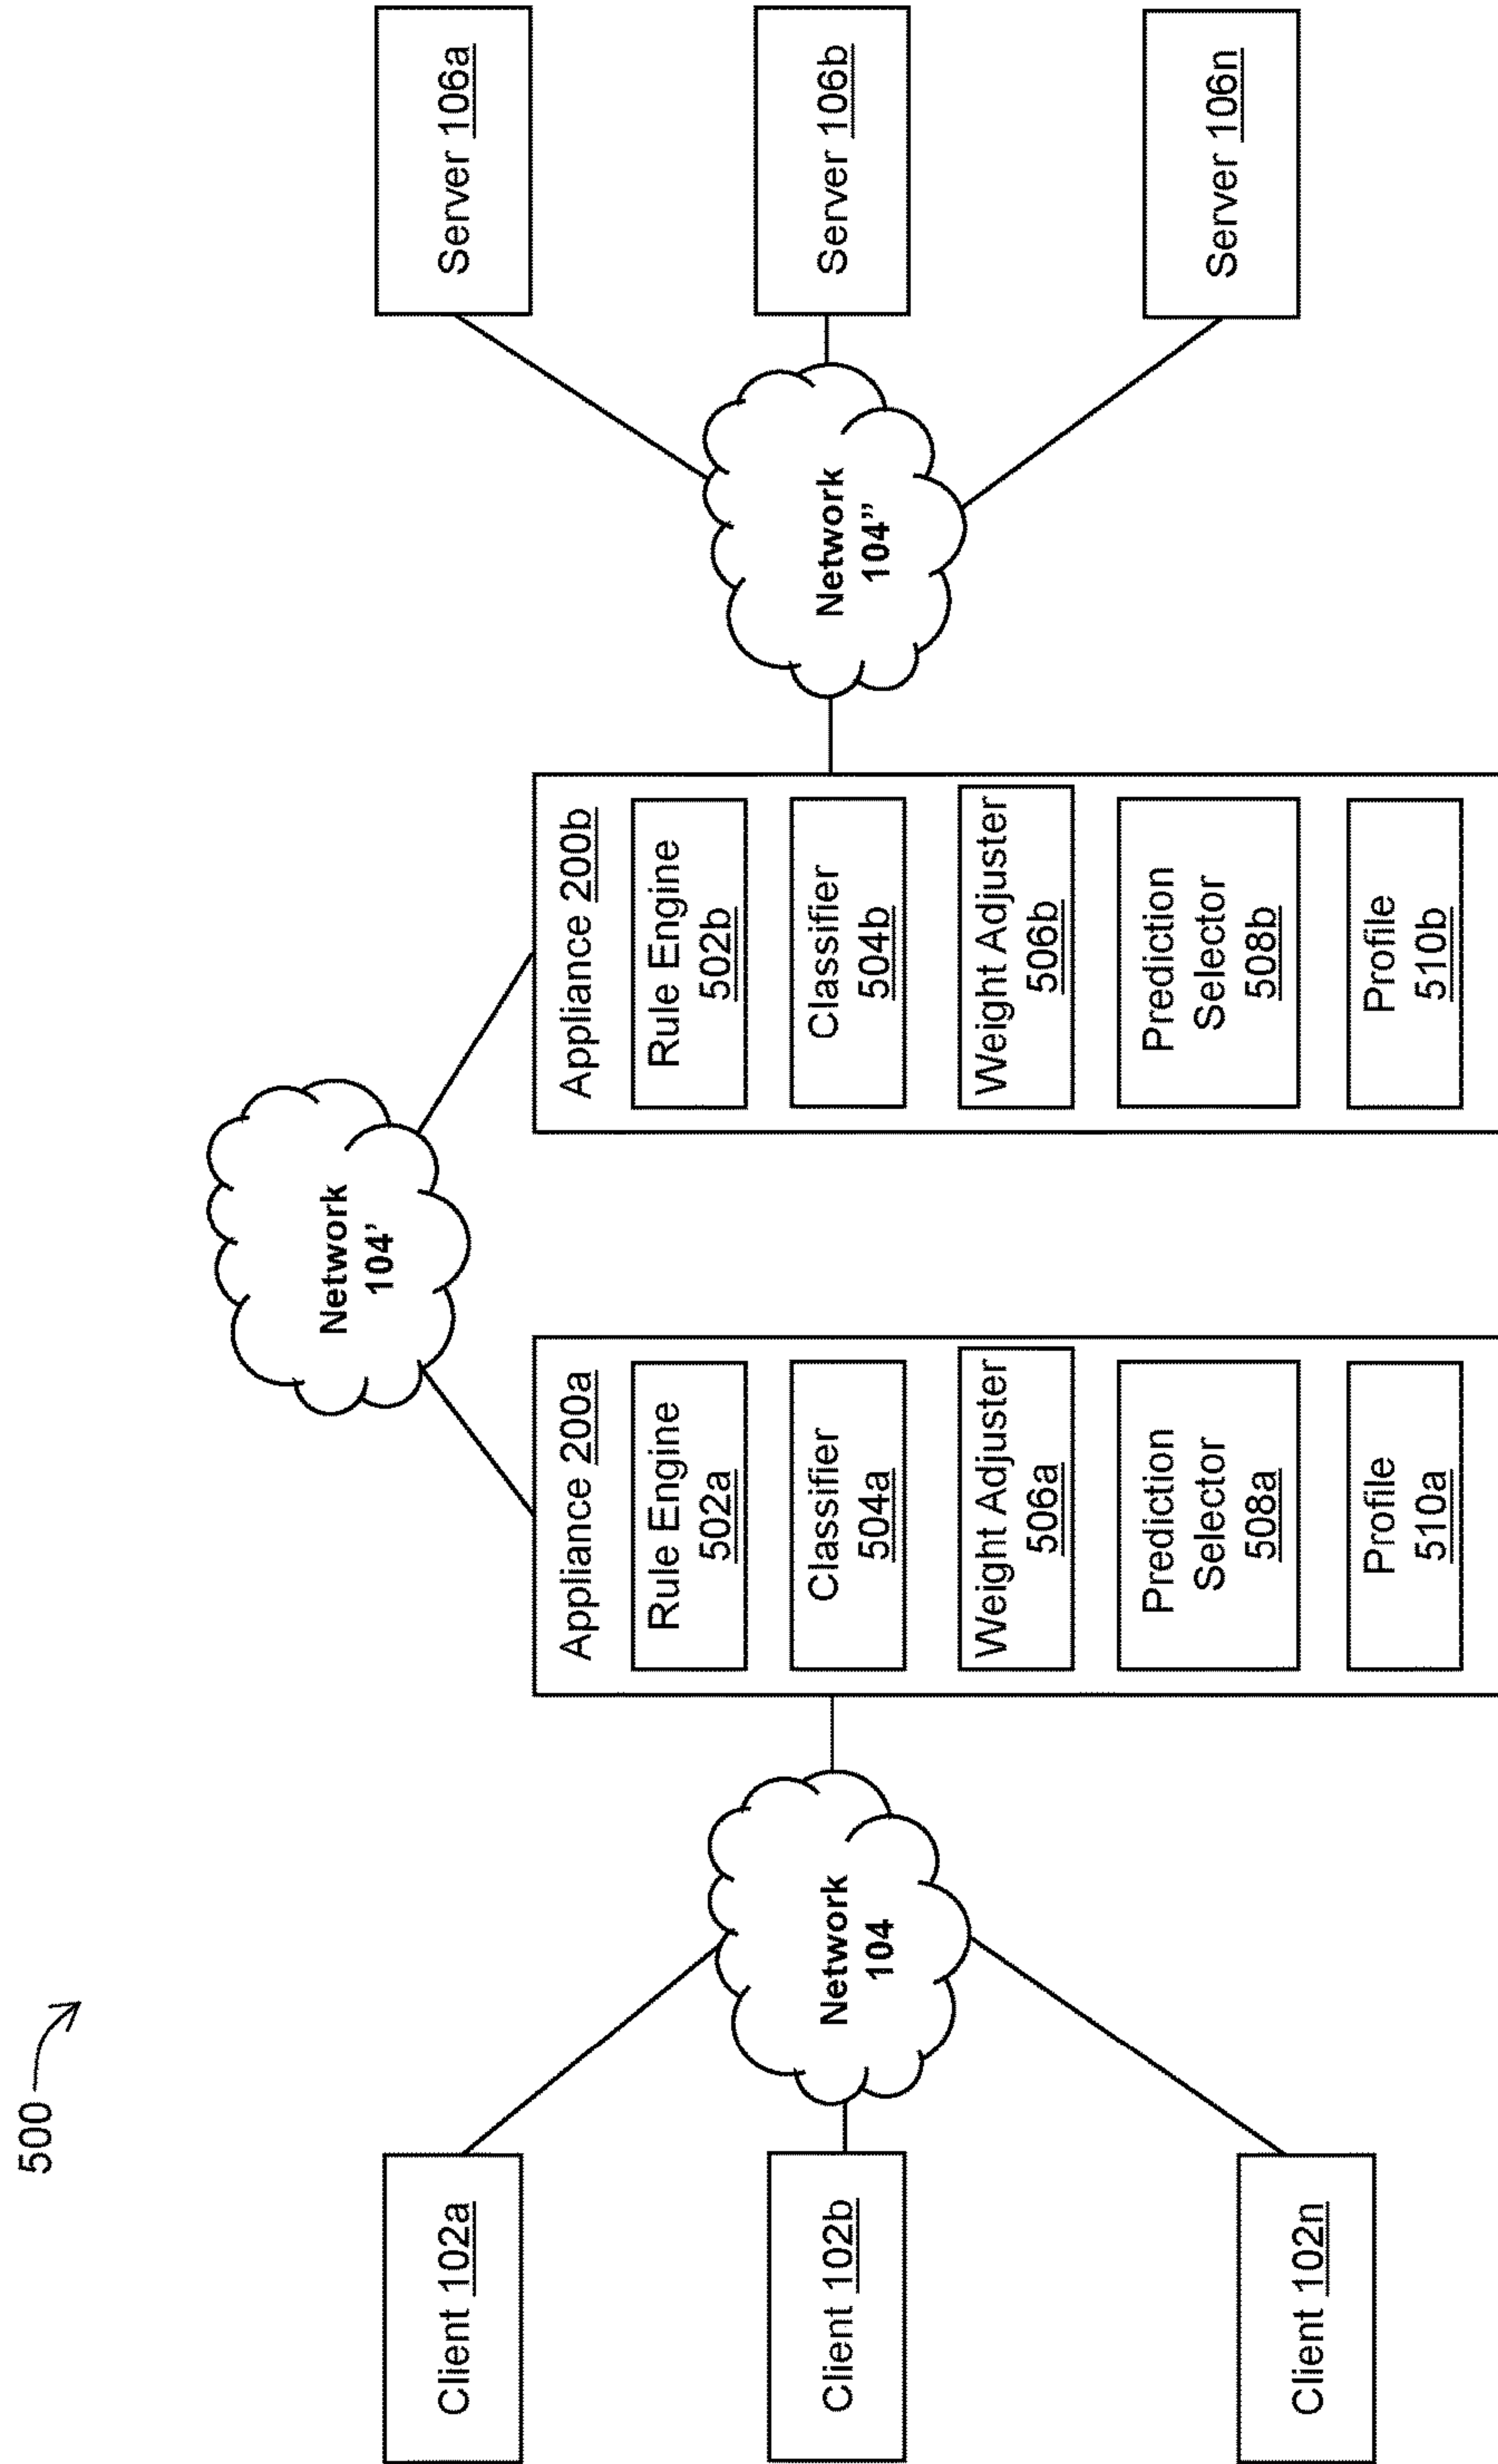 500
Client 102a
Client 102b
Client 102n
Network
104
Appliance 200a
Rule Engine
502a
Classifier
504a
Weight Adjuster
506a
Prediction
Selector
508a
Profile
510a
Network
104'
Appliance 200b
Rule Engine
502b
Classifier
504b
Weight Adjuster
506b
Prediction
Selector
508b
Profile
510b
Network
104”
Server 106a
Server 106b
Server 106n